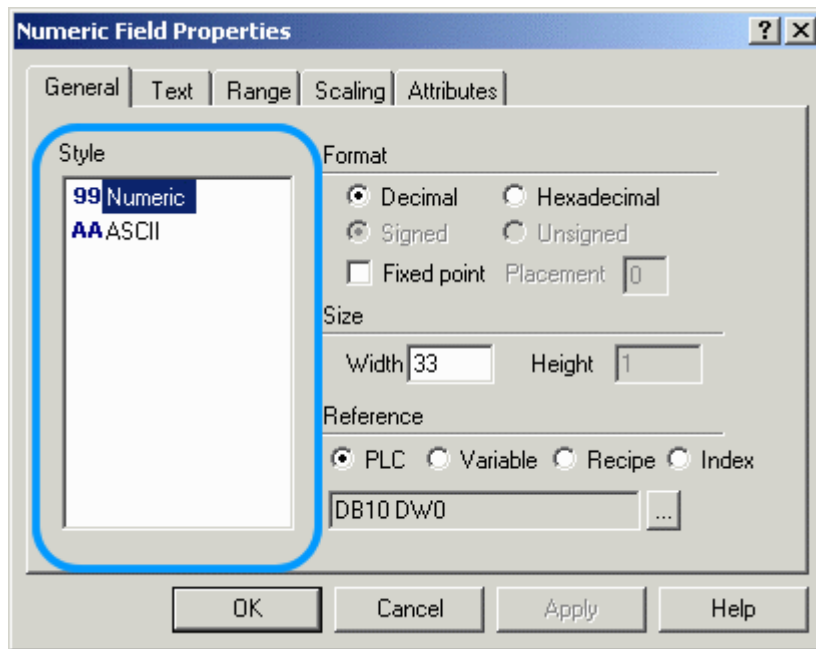 Numeric Field Properties
General Text Range Scaling Attributes
Style
99 Numeric
AA ASCII
Format
Decimal Hexadecimal
Signed Unsigned
Fixed point Placement 0
Size
Width 33 Height 1
Reference
PLC Variable Recipe Index
DB10 DW0 ...
OK Cancel Apply Help